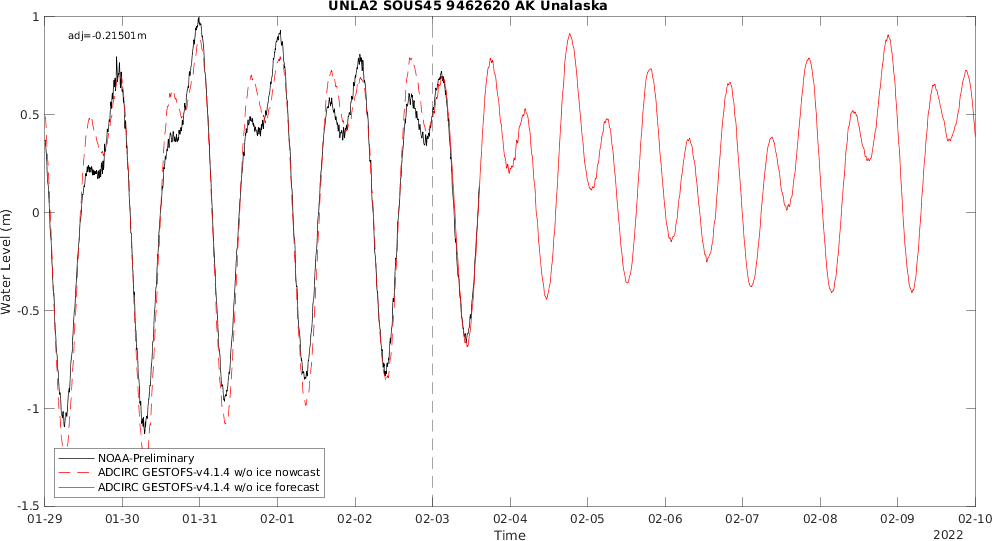 UNLA2 SOUS45 9462620 AK Unalaska
adj=-0.21501m
Water Level (m)
1
0.5
0
-0.5
-1
-1.5
NOAA-Preliminary
ADCIRC GESTOFS-v4.1.4 w/o ice nowcast
ADCIRC GESTOFS-v4.1.4 w/o ice forecast
01-29 01-30 01-31 02-01 02-02 02-03 02-04 02-05 02-06 02-07 02-08 02-09 02-10
Time
2022